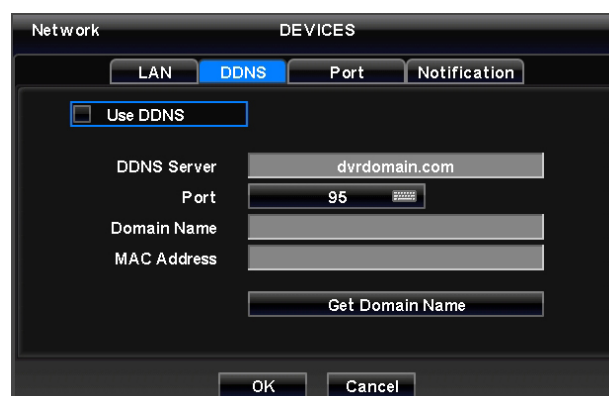 Network DEVICES
LAN DDNS Port Notification
Use DDNS
DDNS Server dvrdomain.com
Port 95
Domain Name
MAC Address
Get Domain Name
OK Cancel